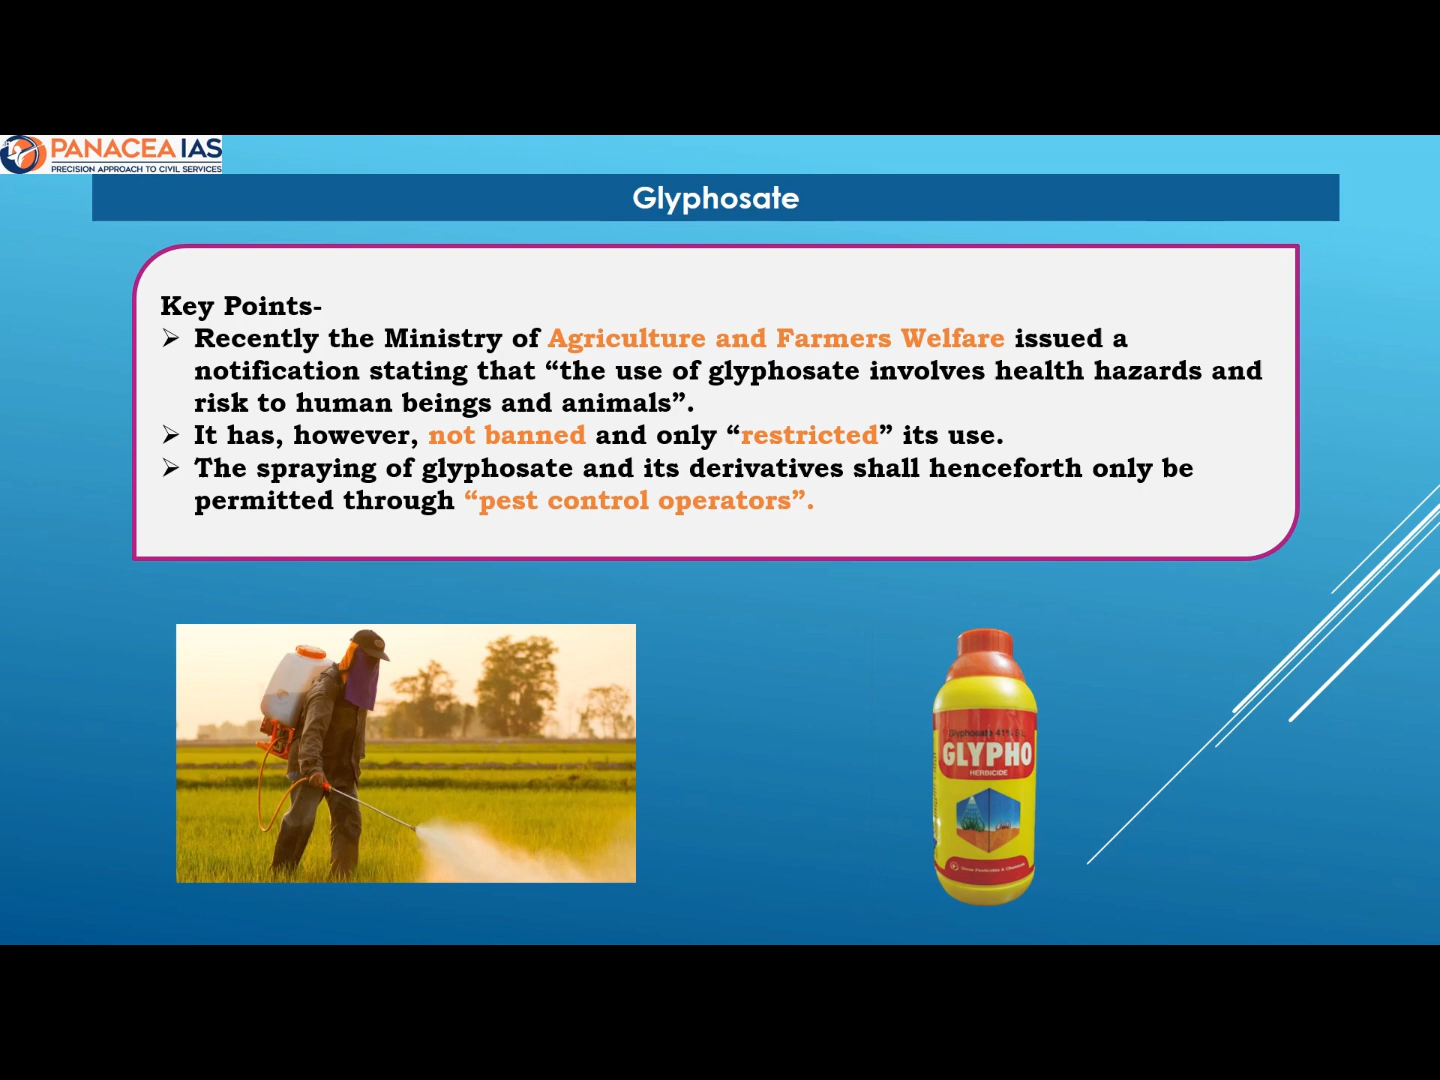 PANACEA IAS
PRECISION APPROACH TO CIVIL SERVICES
Glyphosate
Key Points-
➢ Recently the Ministry of Agriculture and Farmers Welfare issued a
notification stating that “the use of glyphosate involves health hazards and
risk to human beings and animals”.
➢ It has, however, not banned and only “restricted” its use.
➢ The spraying of glyphosate and its derivatives shall henceforth only be
permitted through “pest control operators”.
Glyphosate 41%
GLYPHO
HERBICIDE